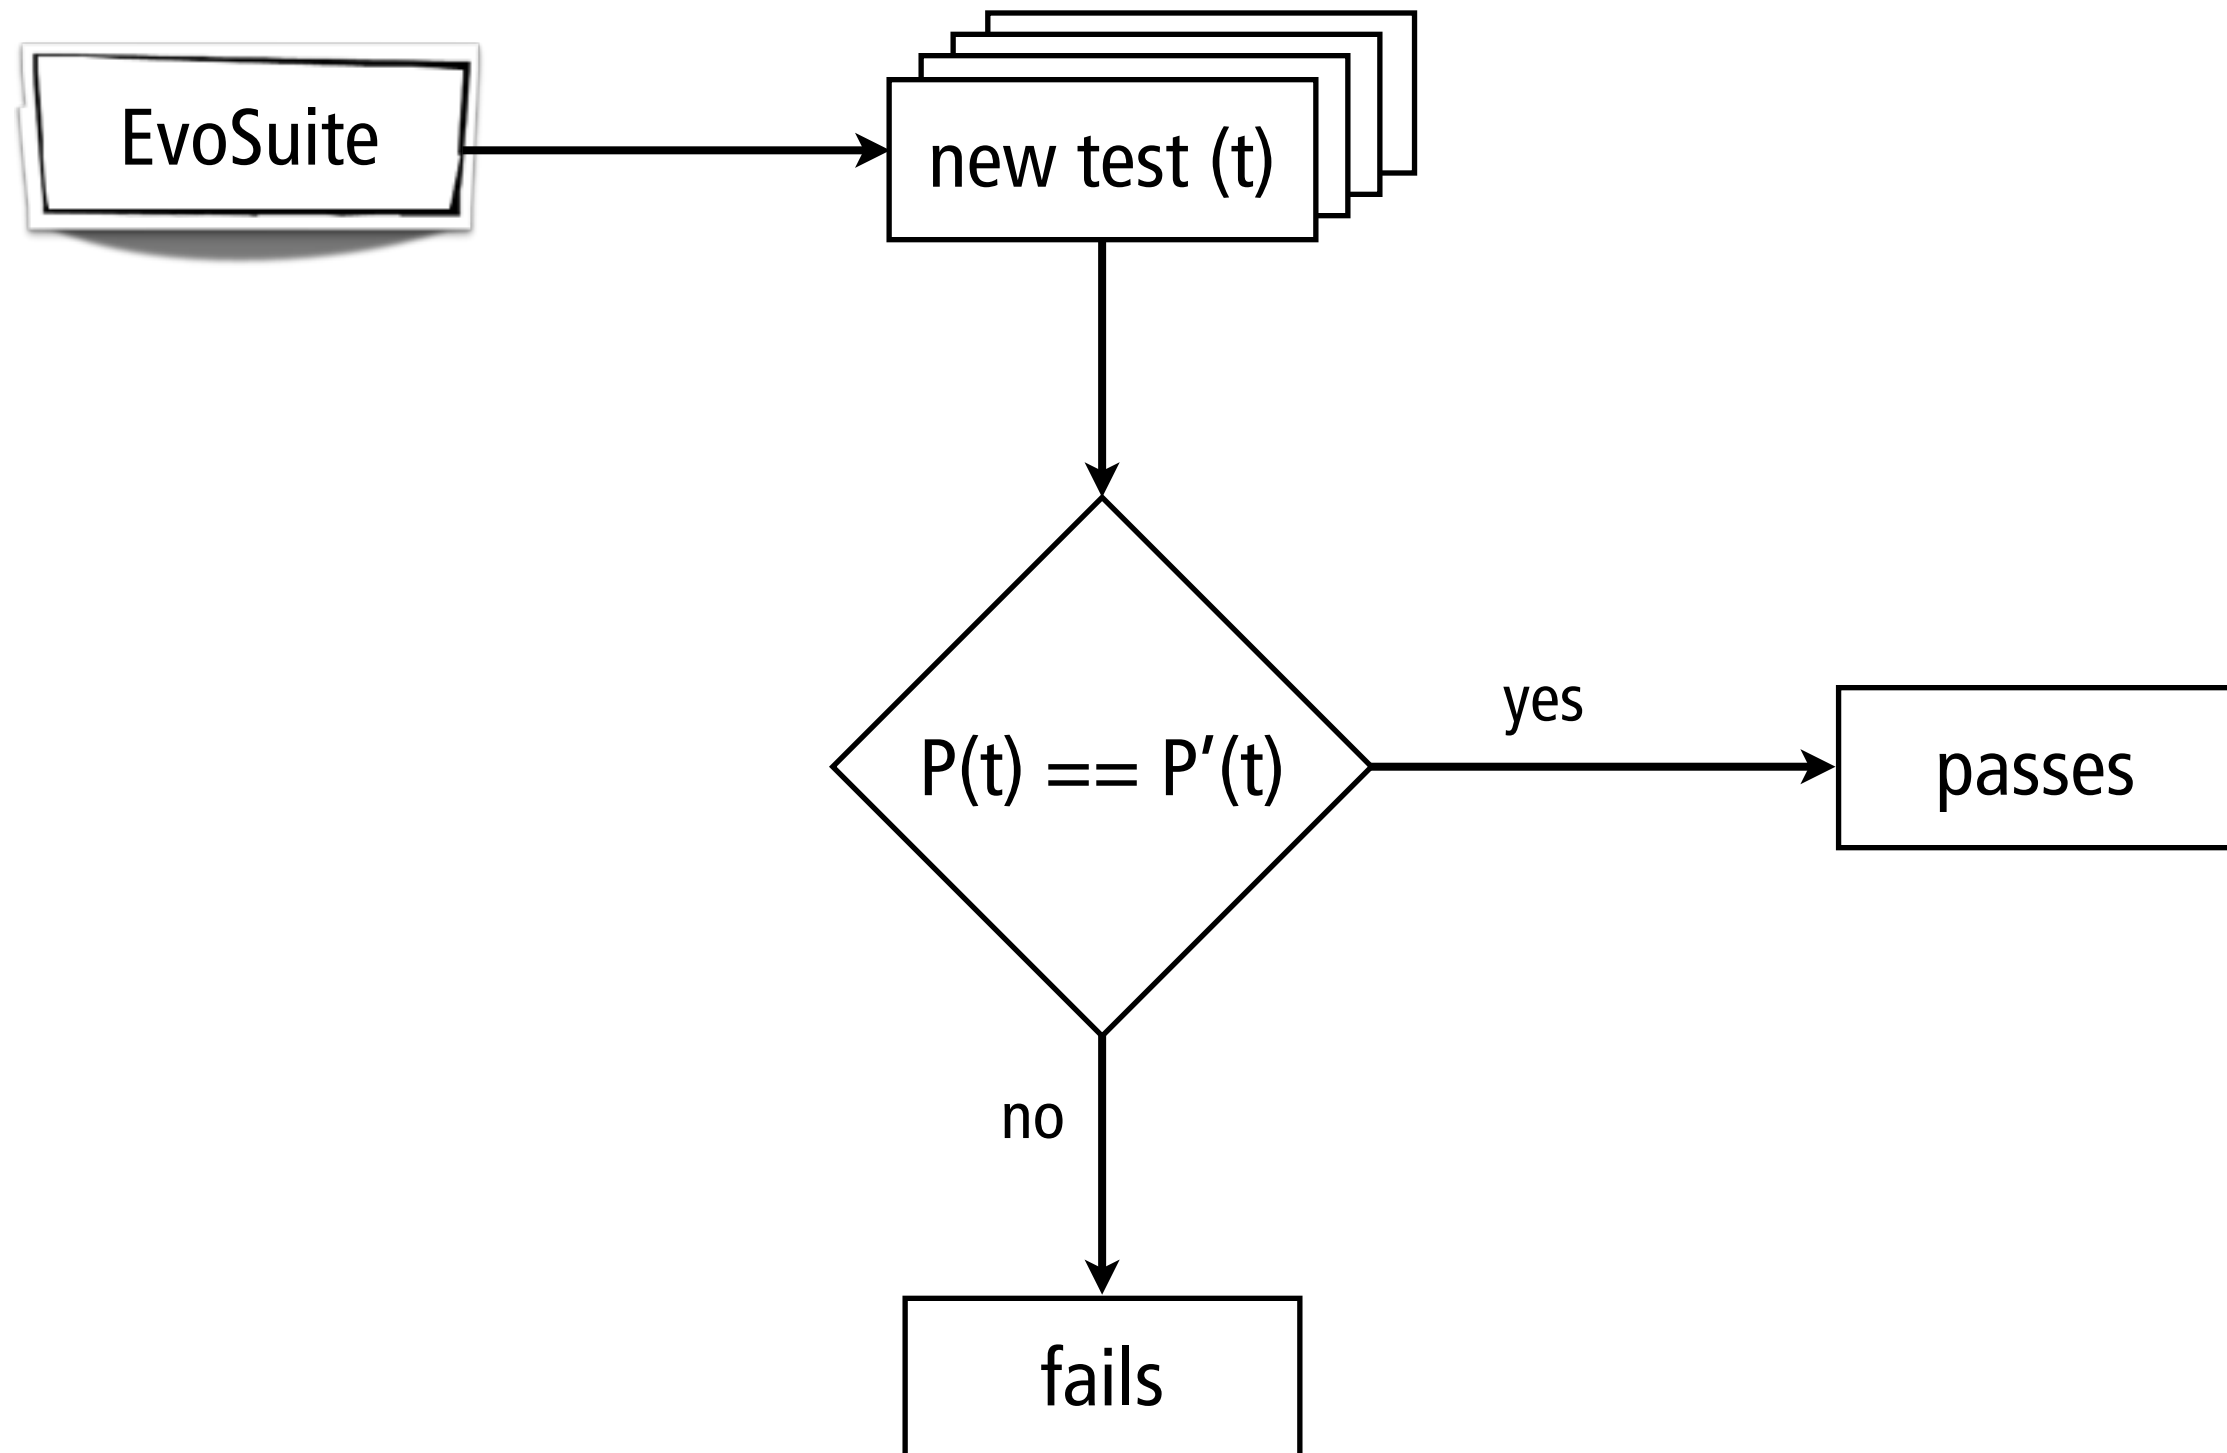 EvoSuite
new test (t)
P(t) == P′(t)
yes
passes
no
fails